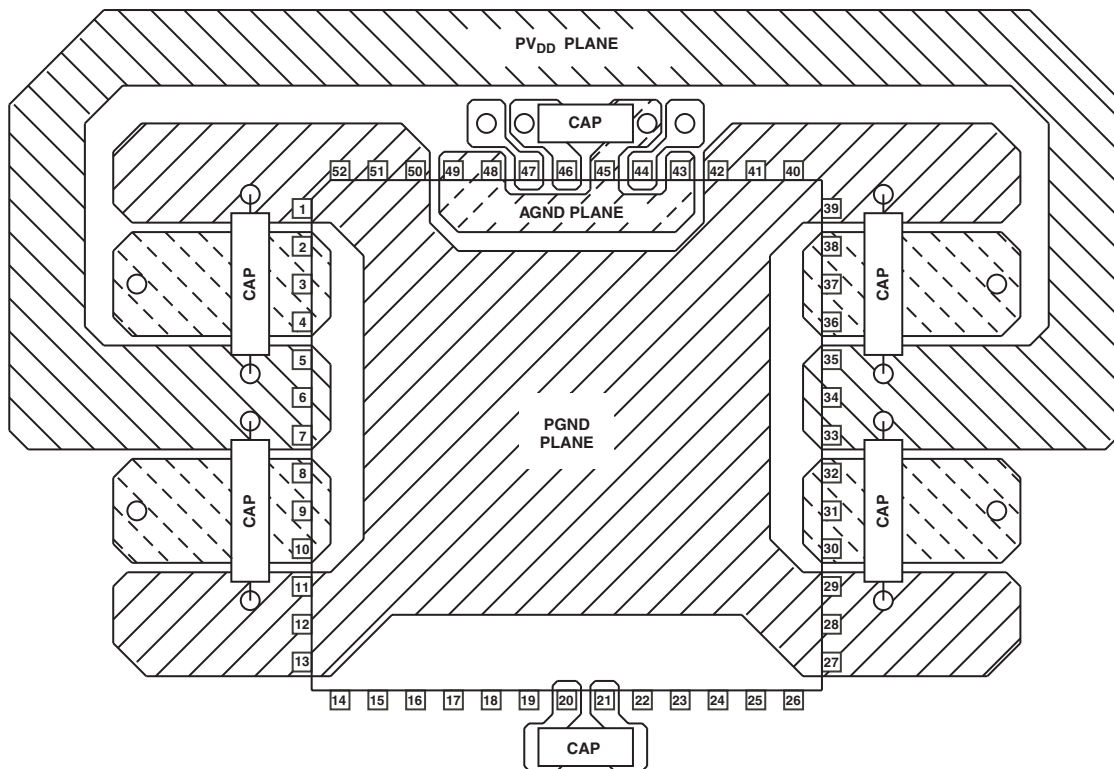 PVDD PLANE
CAP
52 51 50 49 48 47 46 45 44 43 42 41 40
AGND PLANE
1 39
2 38
3 CAP CAP 37
4 36
5 35
6 34
7 33
PGND
PLANE
8 32
9 CAP CAP 31
10 30
11 29
12 28
13 27
14 15 16 17 18 19 20 21 22 23 24 25 26
CAP